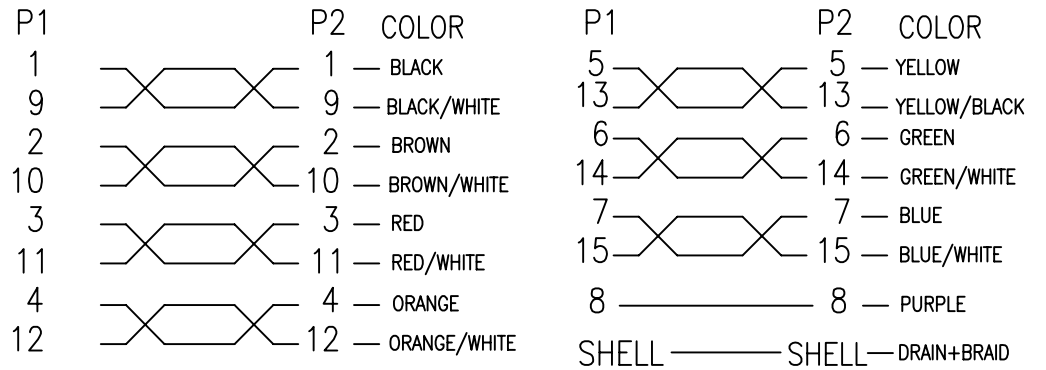 P1 P2 COLOR
1 1 BLACK
9 9 BLACK/WHITE
2 2 BROWN
10 10 BROWN/WHITE
3 3 RED
11 11 RED/WHITE
4 4 ORANGE
12 12 ORANGE/WHITE
P1 P2 COLOR
5 5 YELLOW
13 13 YELLOW/BLACK
6 6 GREEN
14 14 GREEN/WHITE
7 7 BLUE
15 15 BLUE/WHITE
8 8 PURPLE
SHELL SHELL DRAIN+BRAID